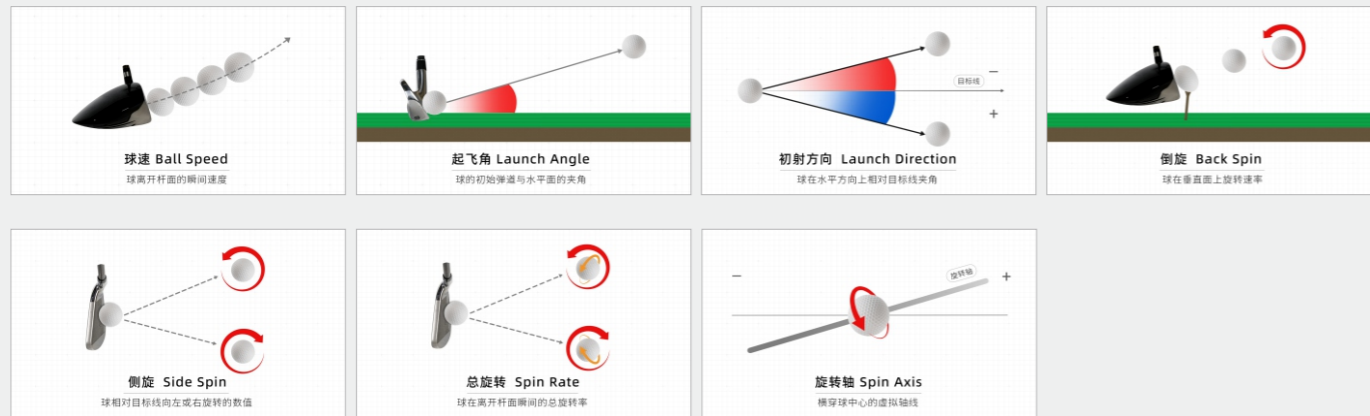 球速 Ball Speed
球离开杆面的瞬间速度
起飞角 Launch Angle
球的初始弹道与水平面的夹角
目标线
−
+
初射方向 Launch Direction
球在水平方向上相对目标线夹角
倒旋 Back Spin
球在垂直面上旋转速率
侧旋 Side Spin
球相对目标线向左或右旋转的数值
总旋转 Spin Rate
球在离开杆面瞬间的总旋转率
−
旋转轴
+
旋转轴 Spin Axis
横穿球中心的虚拟轴线